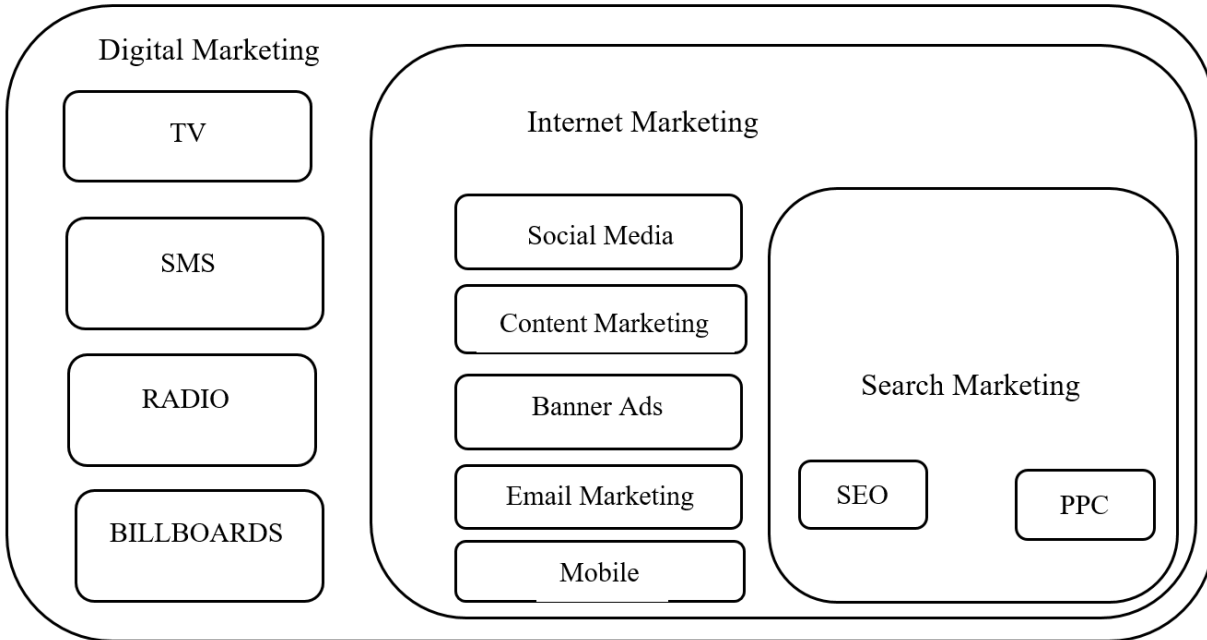 Digital Marketing
TV
SMS
RADIO
BILLBOARDS
Internet Marketing
Social Media
Content Marketing
Banner Ads
Email Marketing
Mobile
Search Marketing
SEO
PPC